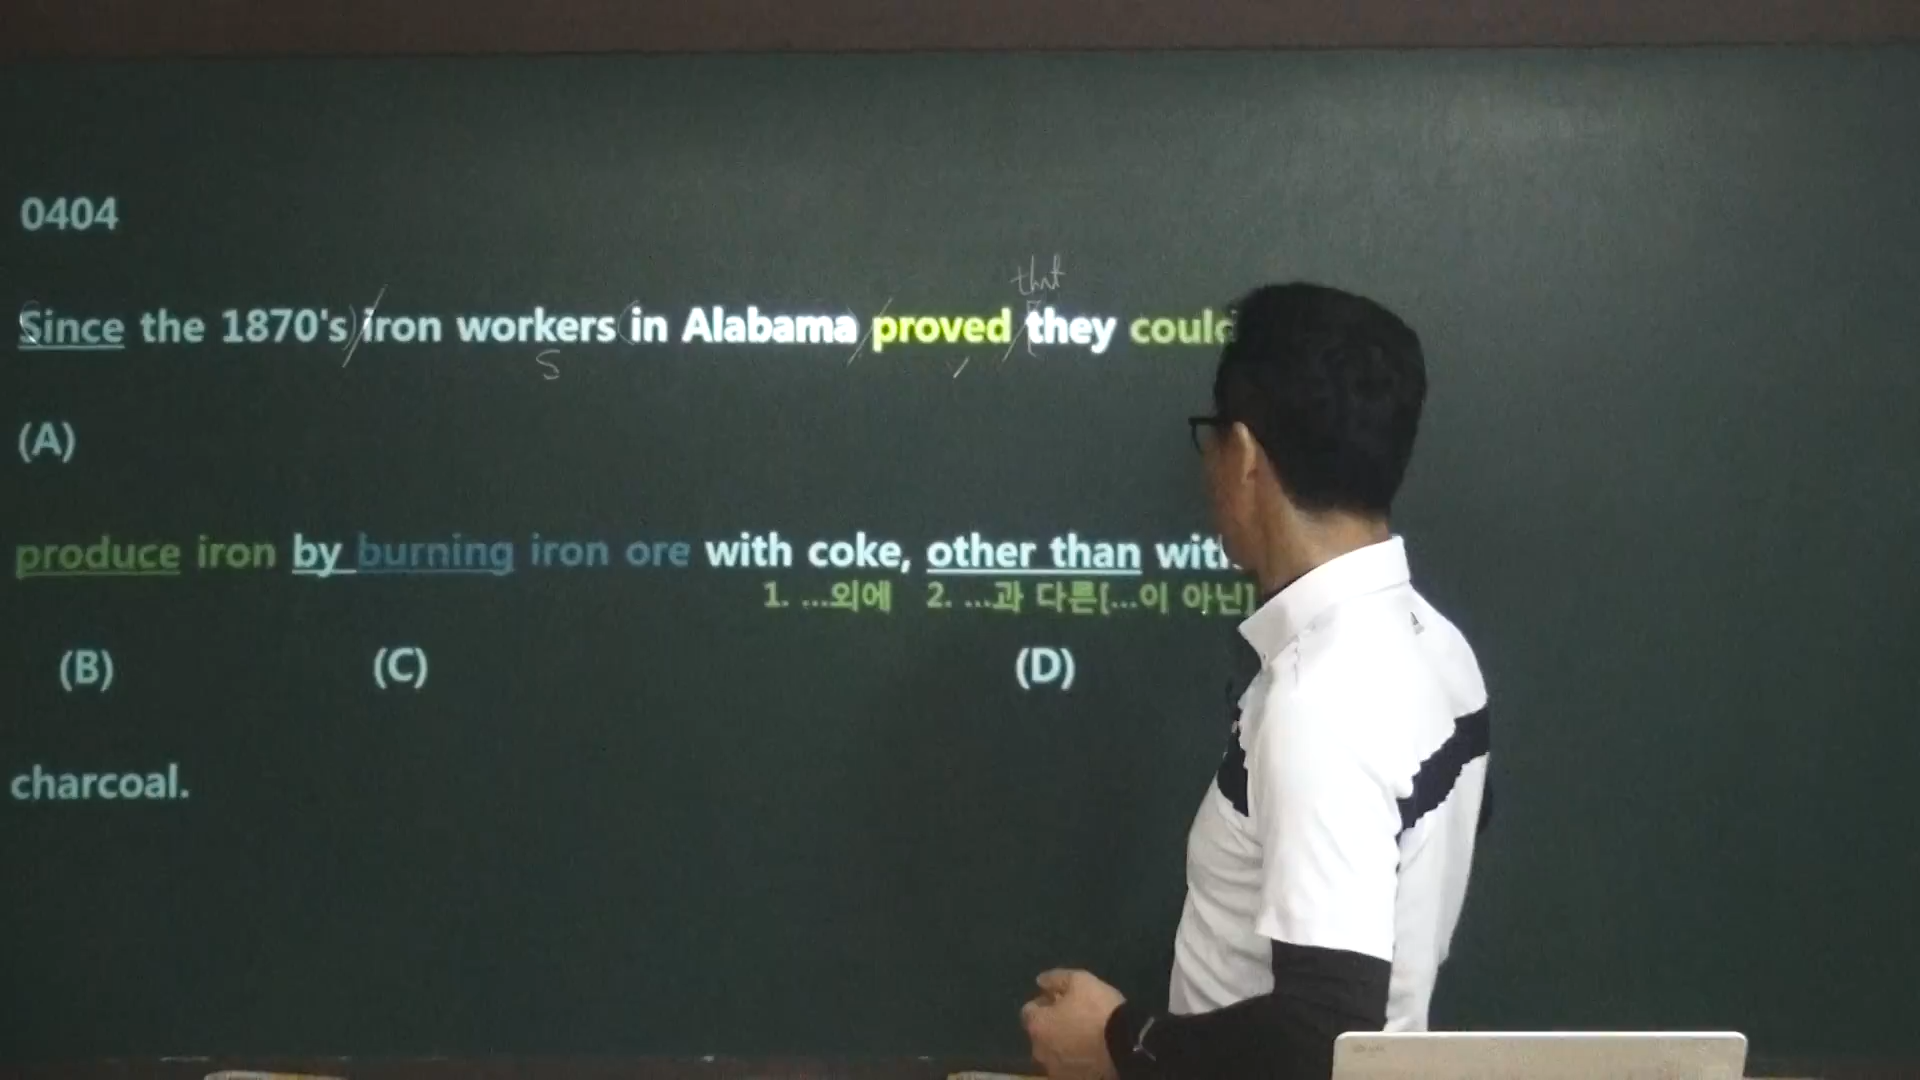 0404
that
Since the 1870's iron workers in Alabama proved they could
S
(A)
produce iron by burning iron ore with coke, other than with
1. ...외에 2. ...과 다른[...이 아닌]
(B) (C) (D)
charcoal.